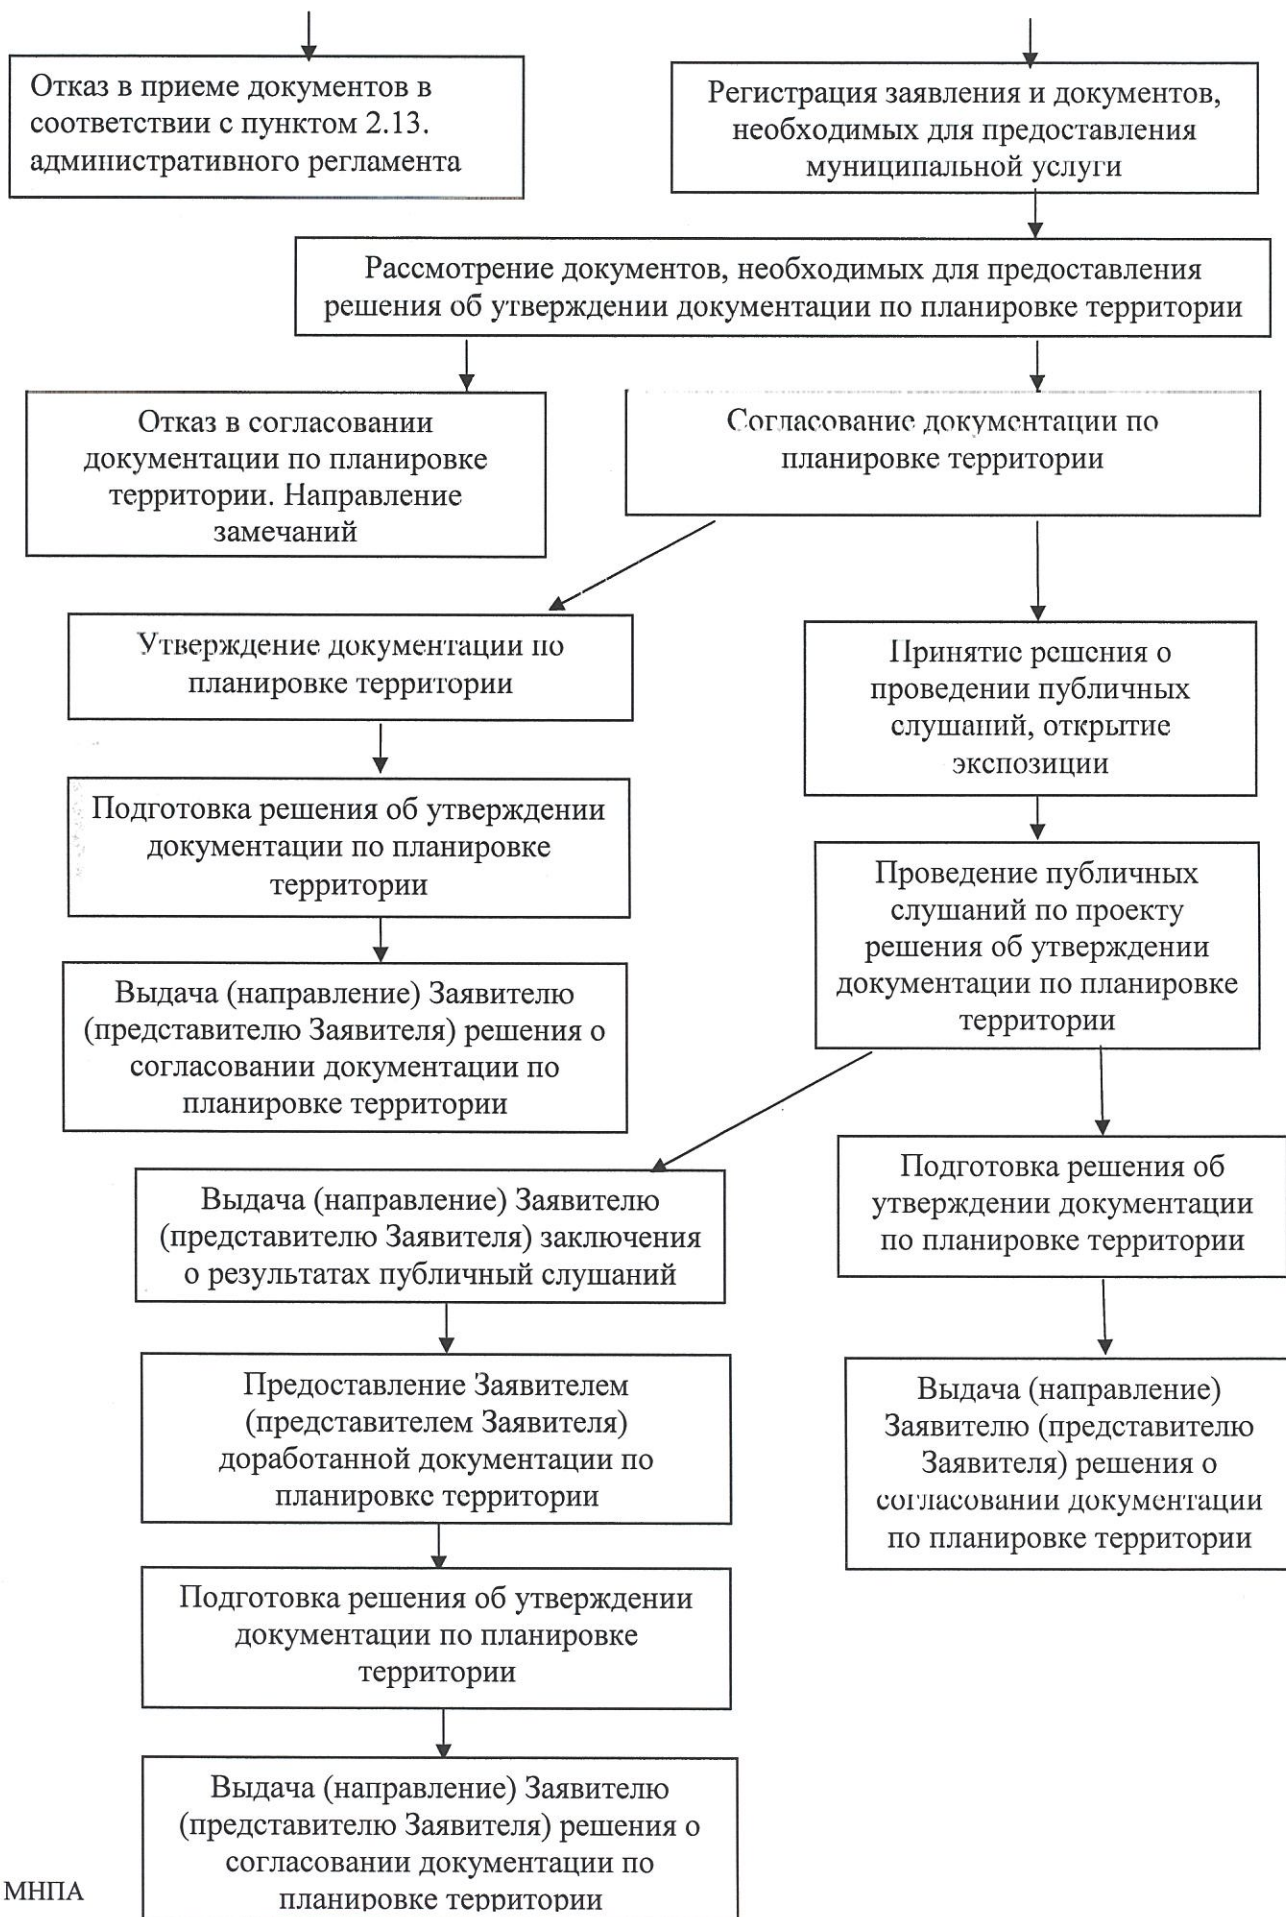 Отказ в приеме документов в
соответствии с пунктом 2.13.
административного регламента
Регистрация заявления и документов,
необходимых для предоставления
муниципальной услуги
Рассмотрение документов, необходимых для предоставления
решения об утверждении документации по планировке территории
Отказ в согласовании
документации по планировке
территории. Направление
замечаний
Согласование документации по
планировке территории
Утверждение документации по
планировке территории
Принятие решения о
проведении публичных
слушаний, открытие
экспозиции
Подготовка решения об утверждении
документации по планировке
территории
Проведение публичных
слушаний по проекту
решения об утверждении
документации по планировке
территории
Выдача (направление) Заявителю
(представителю Заявителя) решения о
согласовании документации по
планировке территории
Подготовка решения об
утверждении документации
по планировке территории
Выдача (направление) Заявителю
(представителю Заявителя) заключения
о результатах публичный слушаний
Предоставление Заявителем
(представителем Заявителя)
доработанной документации по
планировке территории
Выдача (направление)
Заявителю (представителю
Заявителя) решения о
согласовании документации
по планировке территории
Подготовка решения об утверждении
документации по планировке
территории
Выдача (направление) Заявителю
(представителю Заявителя) решения о
согласовании документации по
планировке территории
МНПА